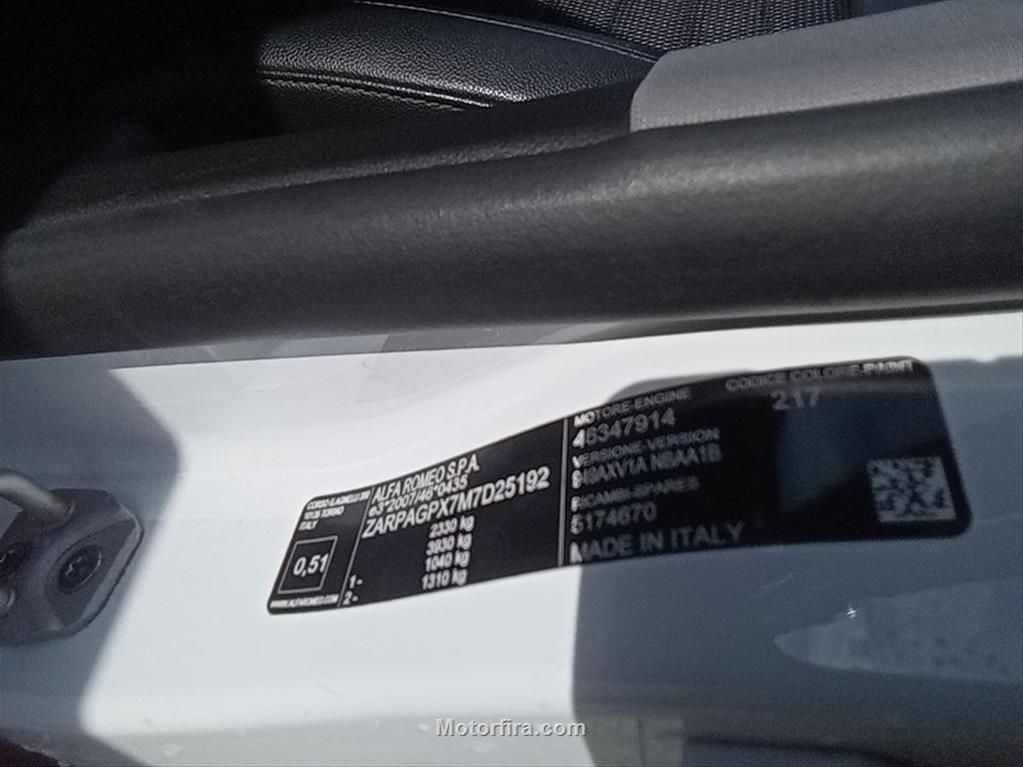 CORSO G.AGNELLI 200
10135 TORINO
ITALY
0,51
WWW.ALFAROMEO.COM
ALFA ROMEO S.P.A.
e3*2007/46*0435
ZARPAGPX7M7D25192
2330 kg
3930 kg
1- 1040 kg
2- 1310 kg
MOTORE-ENGINE
46347914
VERSIONE-VERSION
NBAA1B
RICAMBI-SPARES
5174670
MADE IN ITALY
CODICE COLORE-PAINT
217
Motorfira.com